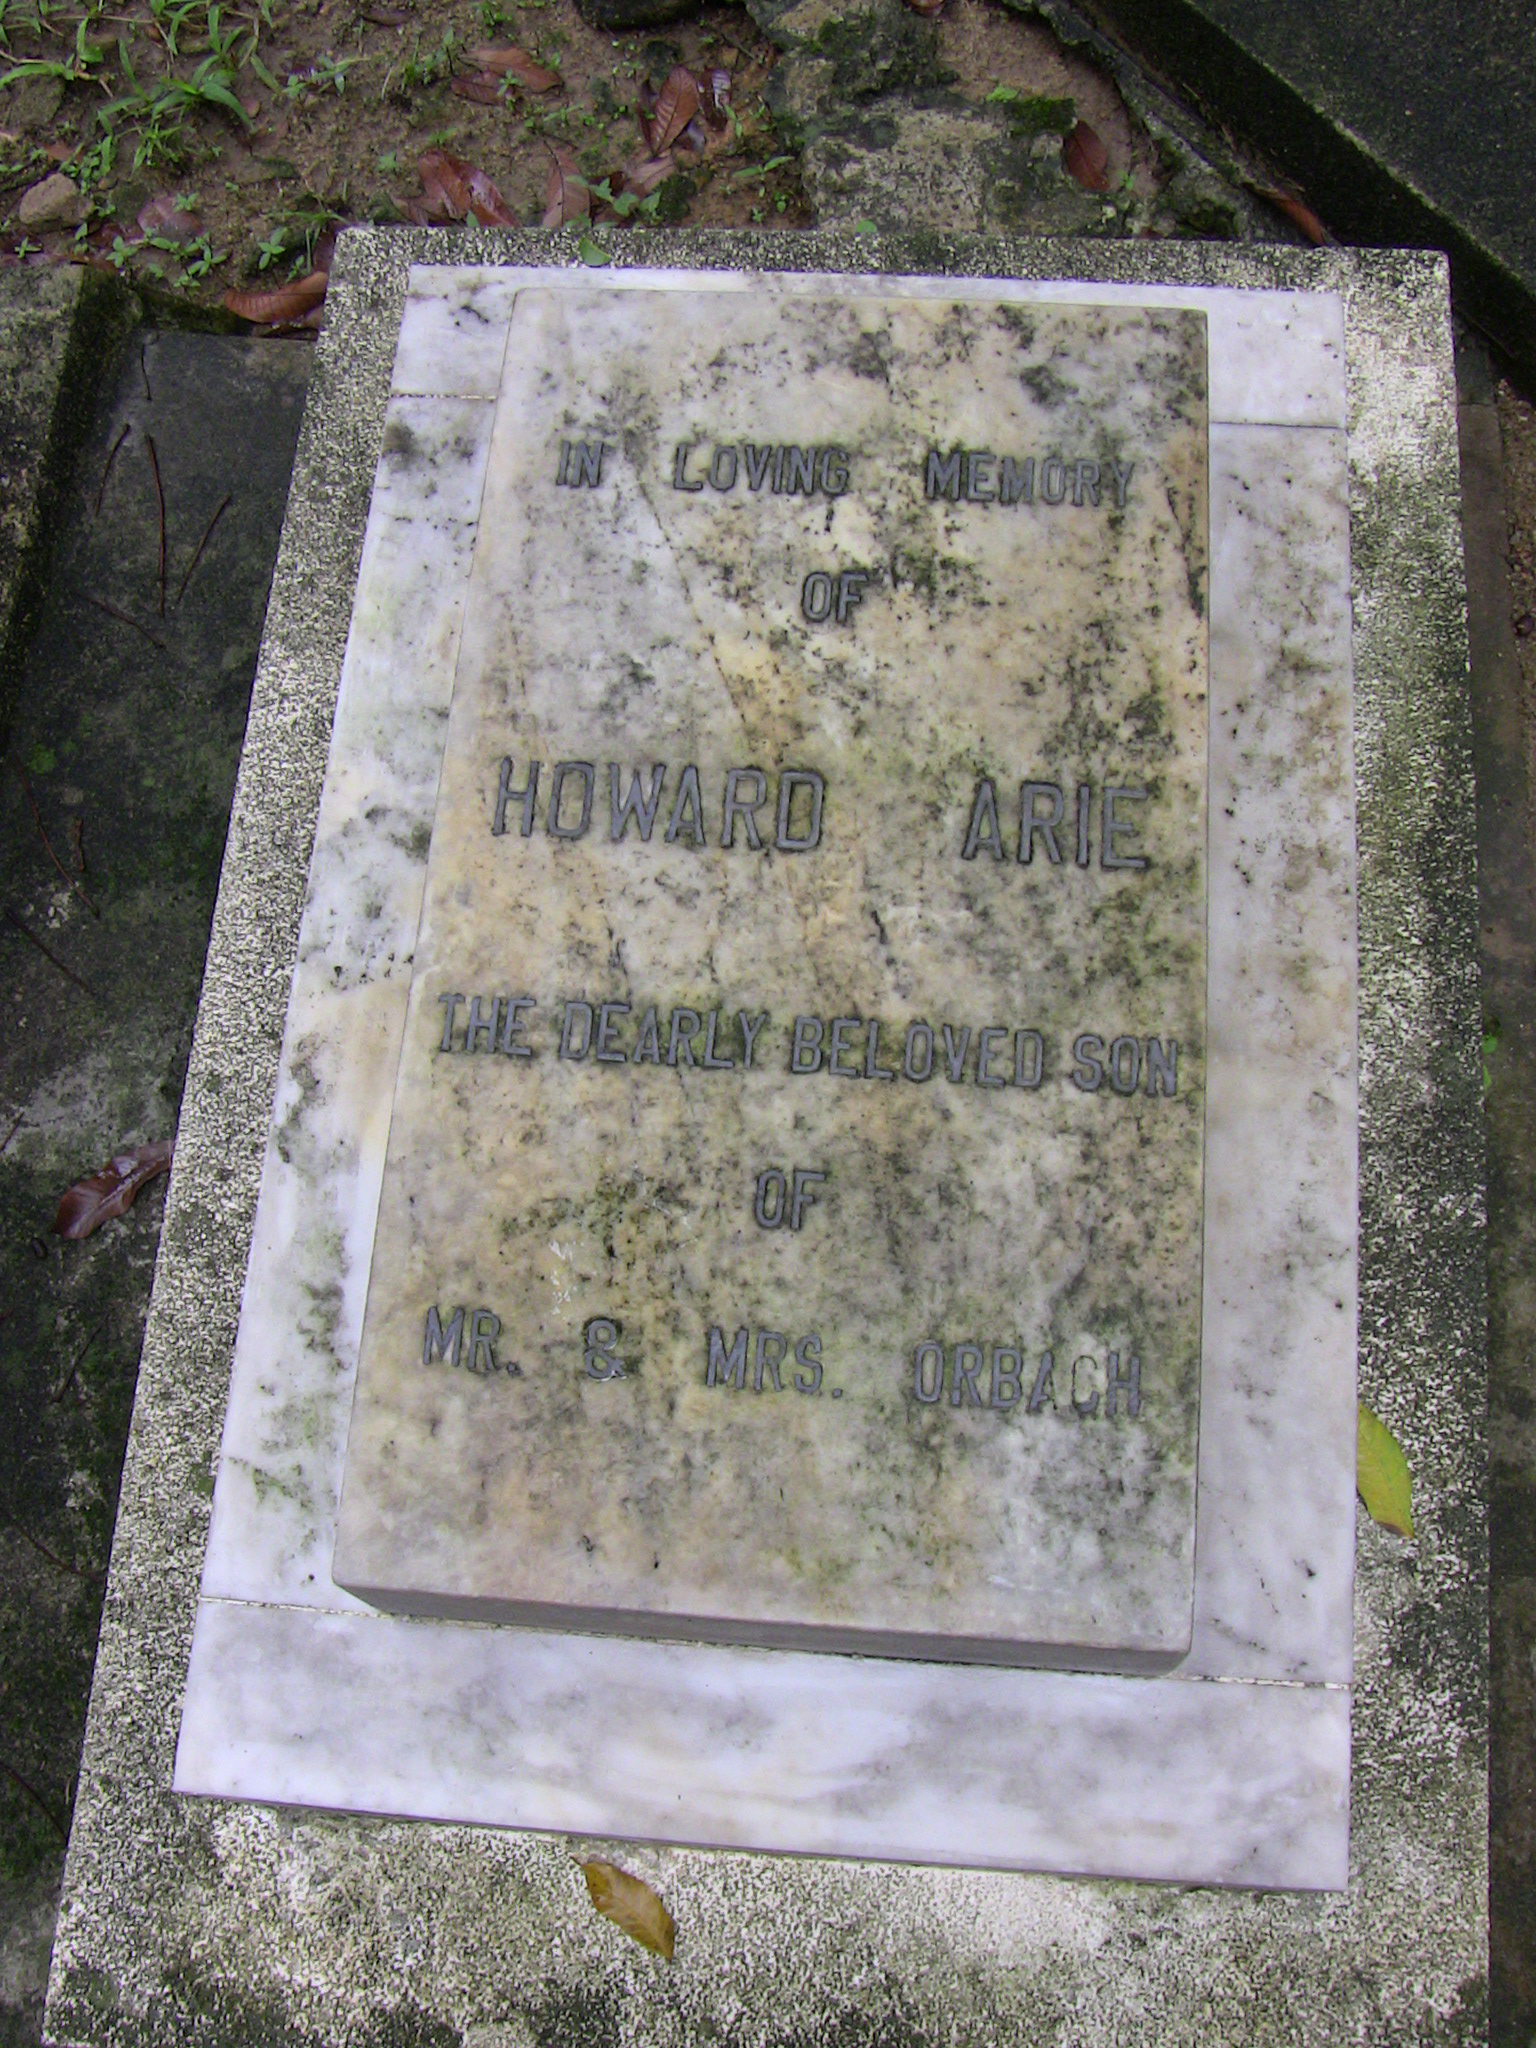 IN LOVING MEMORY
OF
HOWARD ARIE
THE DEARLY BELOVED SON
OF
MR. & MRS. ORBACH